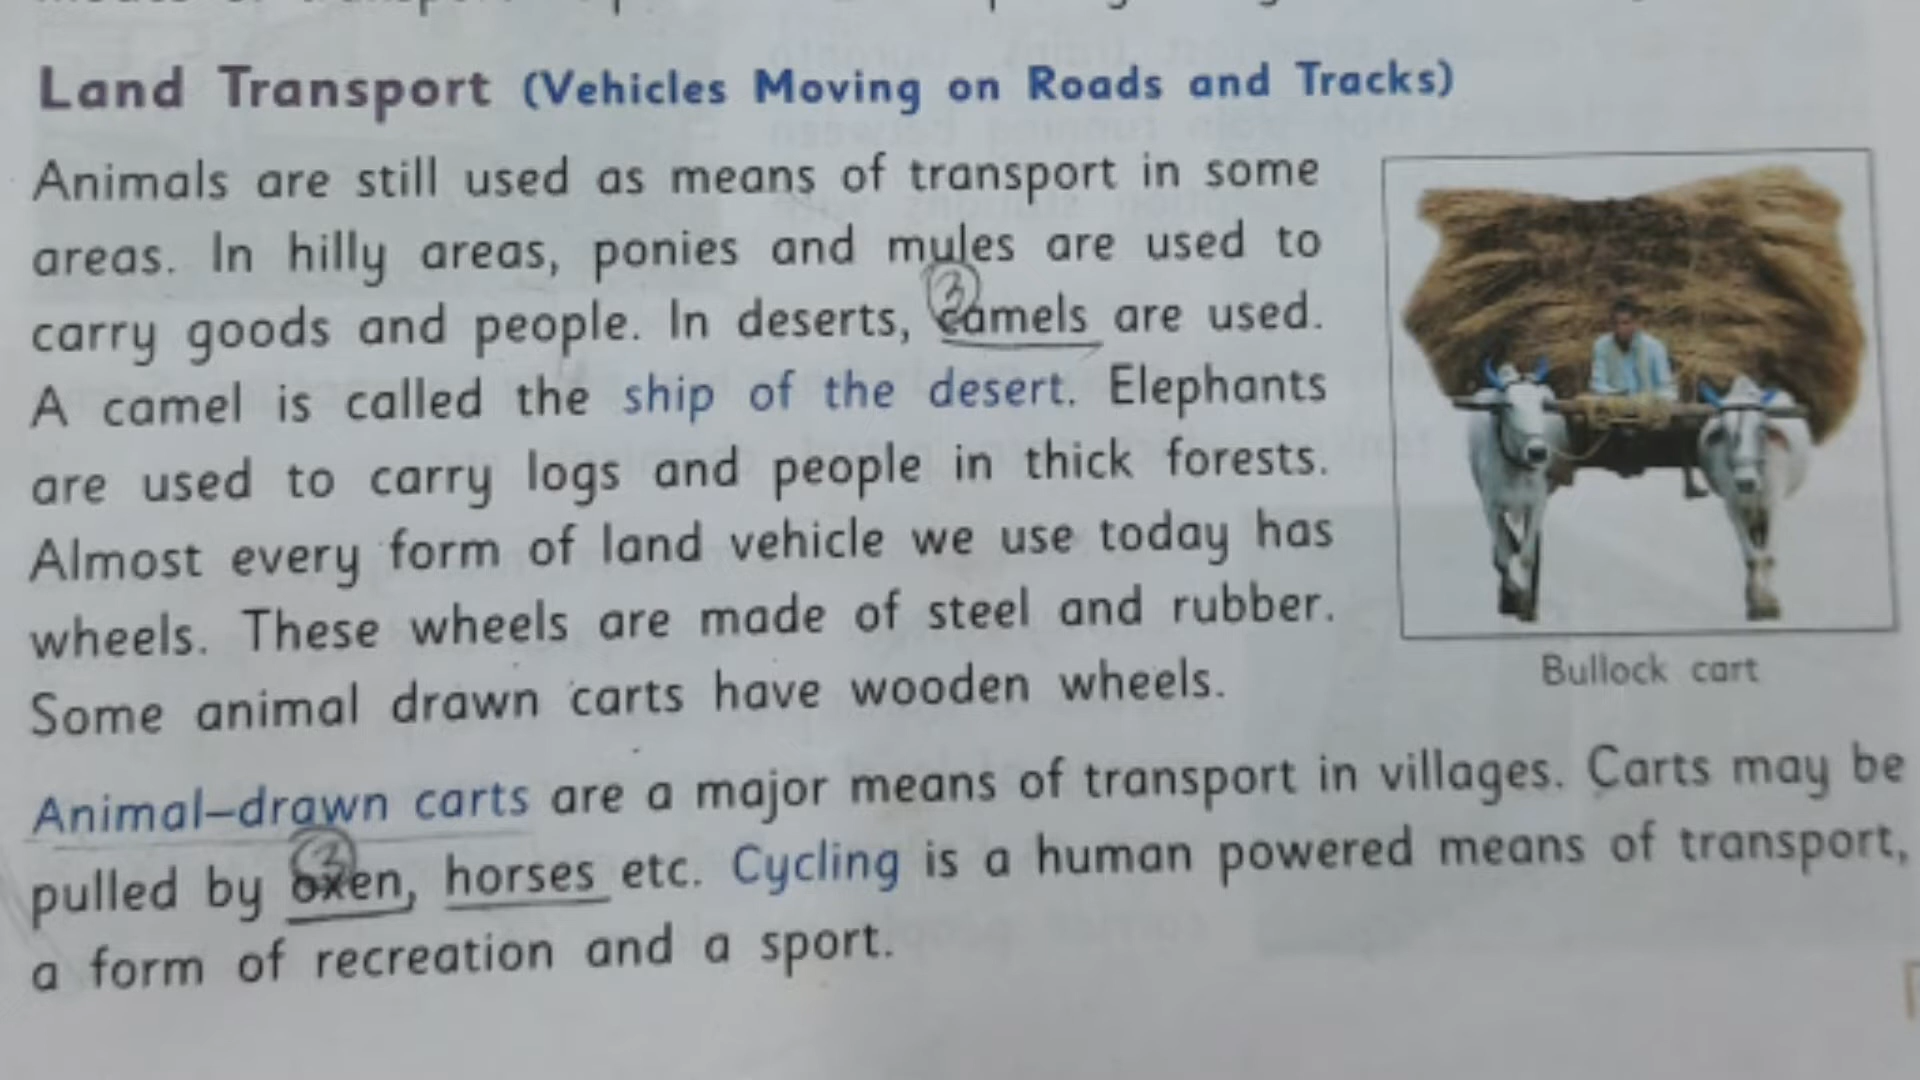 Land Transport (Vehicles Moving on Roads and Tracks)
Animals are still used as means of transport in some
areas. In hilly areas, ponies and mules are used to
3
carry goods and people. In deserts, camels are used.
A camel is called the ship of the desert. Elephants
are used to carry logs and people in thick forests.
Almost every form of land vehicle we use today has
wheels. These wheels are made of steel and rubber.
Some animal drawn carts have wooden wheels.
Bullock cart
Animal-drawn carts are a major means of transport in villages. Carts may be
3
pulled by oxen, horses etc. Cycling is a human powered means of transport,
a form of recreation and a sport.